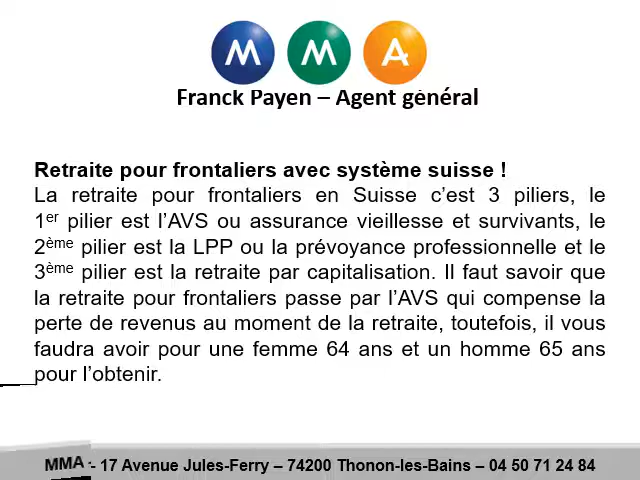 M M A
Franck Payen – Agent général
Retraite pour frontaliers avec système suisse !
La retraite pour frontaliers en Suisse c’est 3 piliers, le
1er pilier est l’AVS ou assurance vieillesse et survivants, le
2ème pilier est la LPP ou la prévoyance professionnelle et le
3ème pilier est la retraite par capitalisation. Il faut savoir que
la retraite pour frontaliers passe par l’AVS qui compense la
perte de revenus au moment de la retraite, toutefois, il vous
faudra avoir pour une femme 64 ans et un homme 65 ans
pour l’obtenir.
MMA - 17 Avenue Jules-Ferry – 74200 Thonon-les-Bains – 04 50 71 24 84